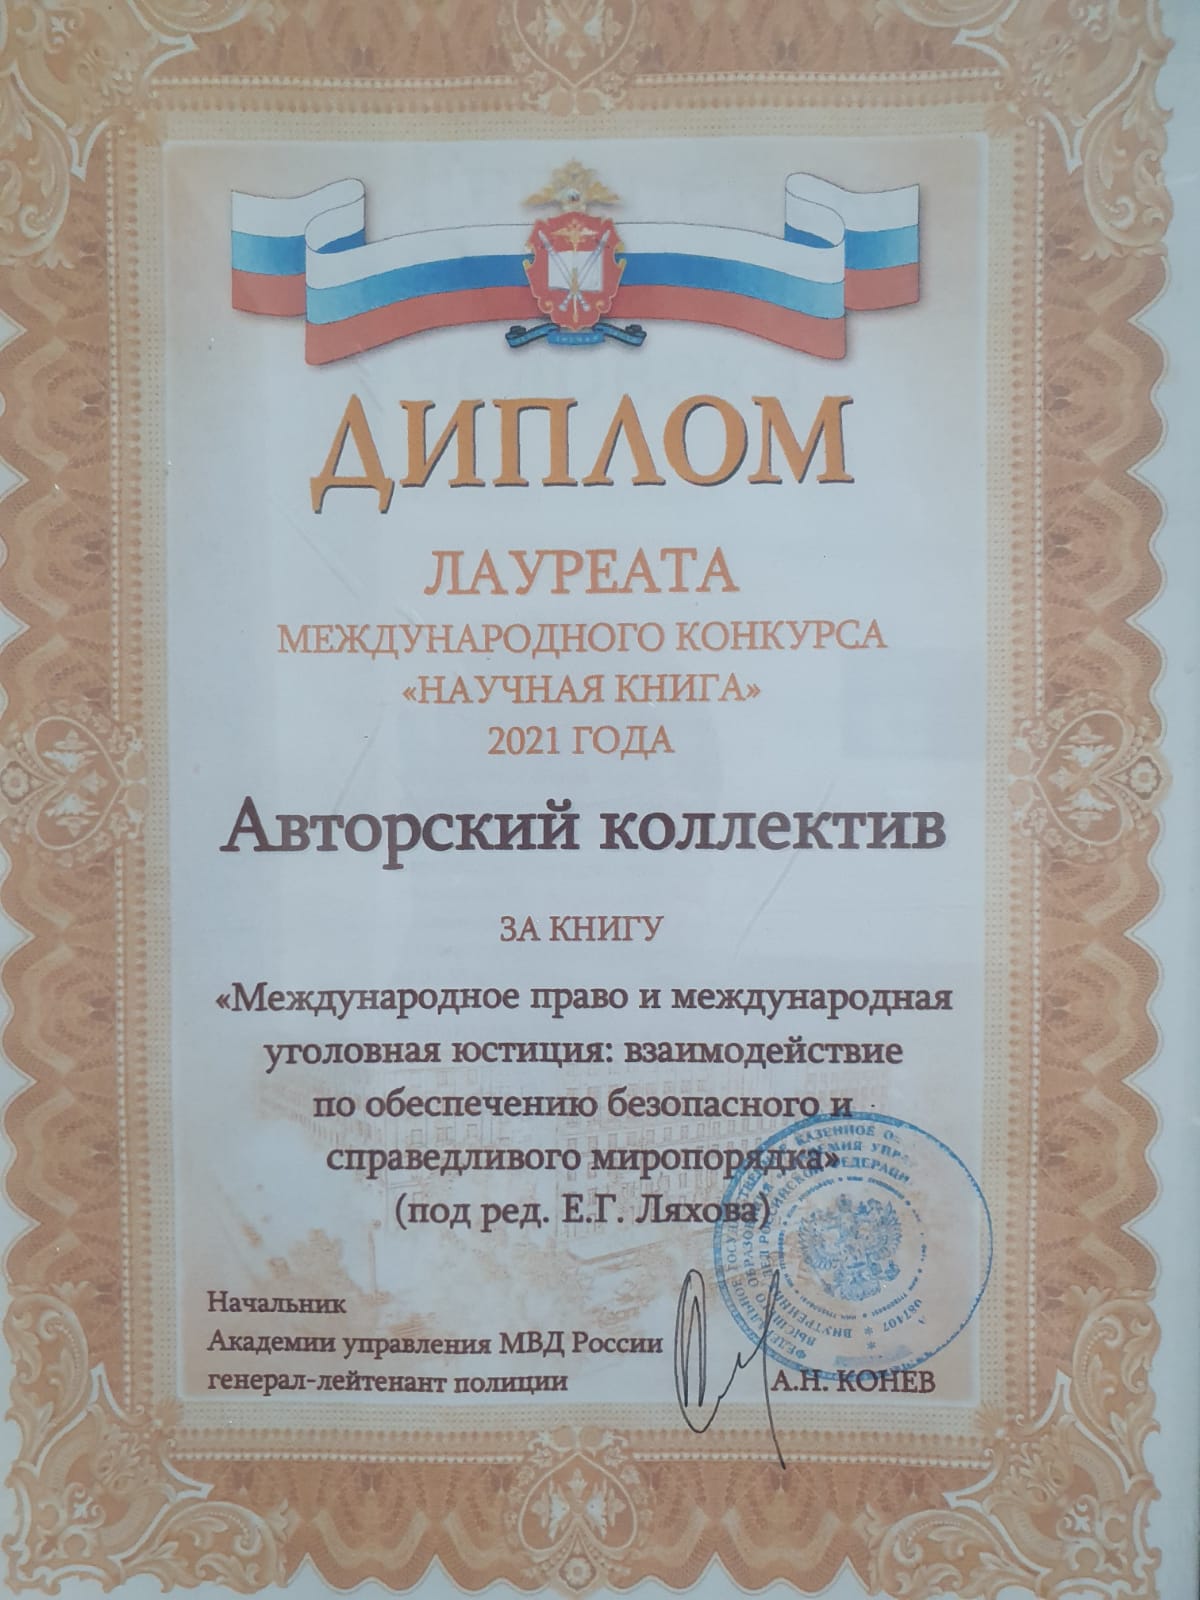 ДИПЛОМ
ЛАУРЕАТА
МЕЖДУНАРОДНОГО КОНКУРСА
«НАУЧНАЯ КНИГА»
2021 ГОДА
Авторский коллектив
ЗА КНИГУ
«Международное право и международная
уголовная юстиция: взаимодействие
по обеспечению безопасного и
справедливого миропорядка»
(под ред. Е.Г. Ляхова)
Начальник
Академии управления МВД России
генерал-лейтенант полиции
А.Н. КОНЕВ